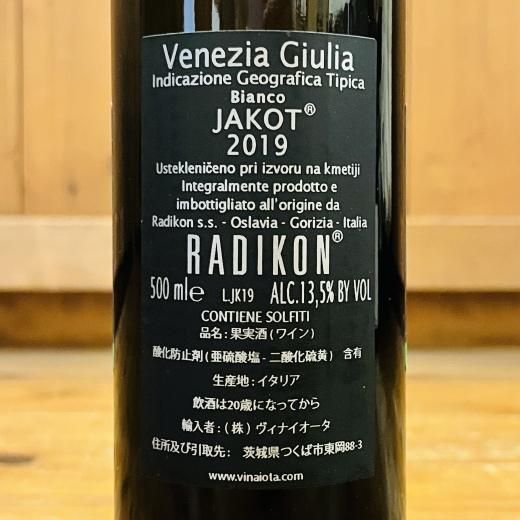 Venezia Giulia
Indicazione Geografica Tipica
Bianco
JAKOT®
2019
Ustekleničeno pri izvoru na kmetiji
Integralmente prodotto e
imbottigliato all'origine da
Radikon s.s. - Oslavia - Gorizia - Italia
RADIKON®
500 ml℮ L.JK19 ALC.13,5% BY VOL
CONTIENE SOLFITI
品名：果実酒（ワイン）
酸化防止剤（亜硫酸塩 - 二酸化硫黄） 含有
生産地：イタリア
飲酒は20歳になってから
輸入者：（株）ヴィナイオータ
住所及び引取先： 茨城県つくば市東岡88-3
www.vinaiota.com